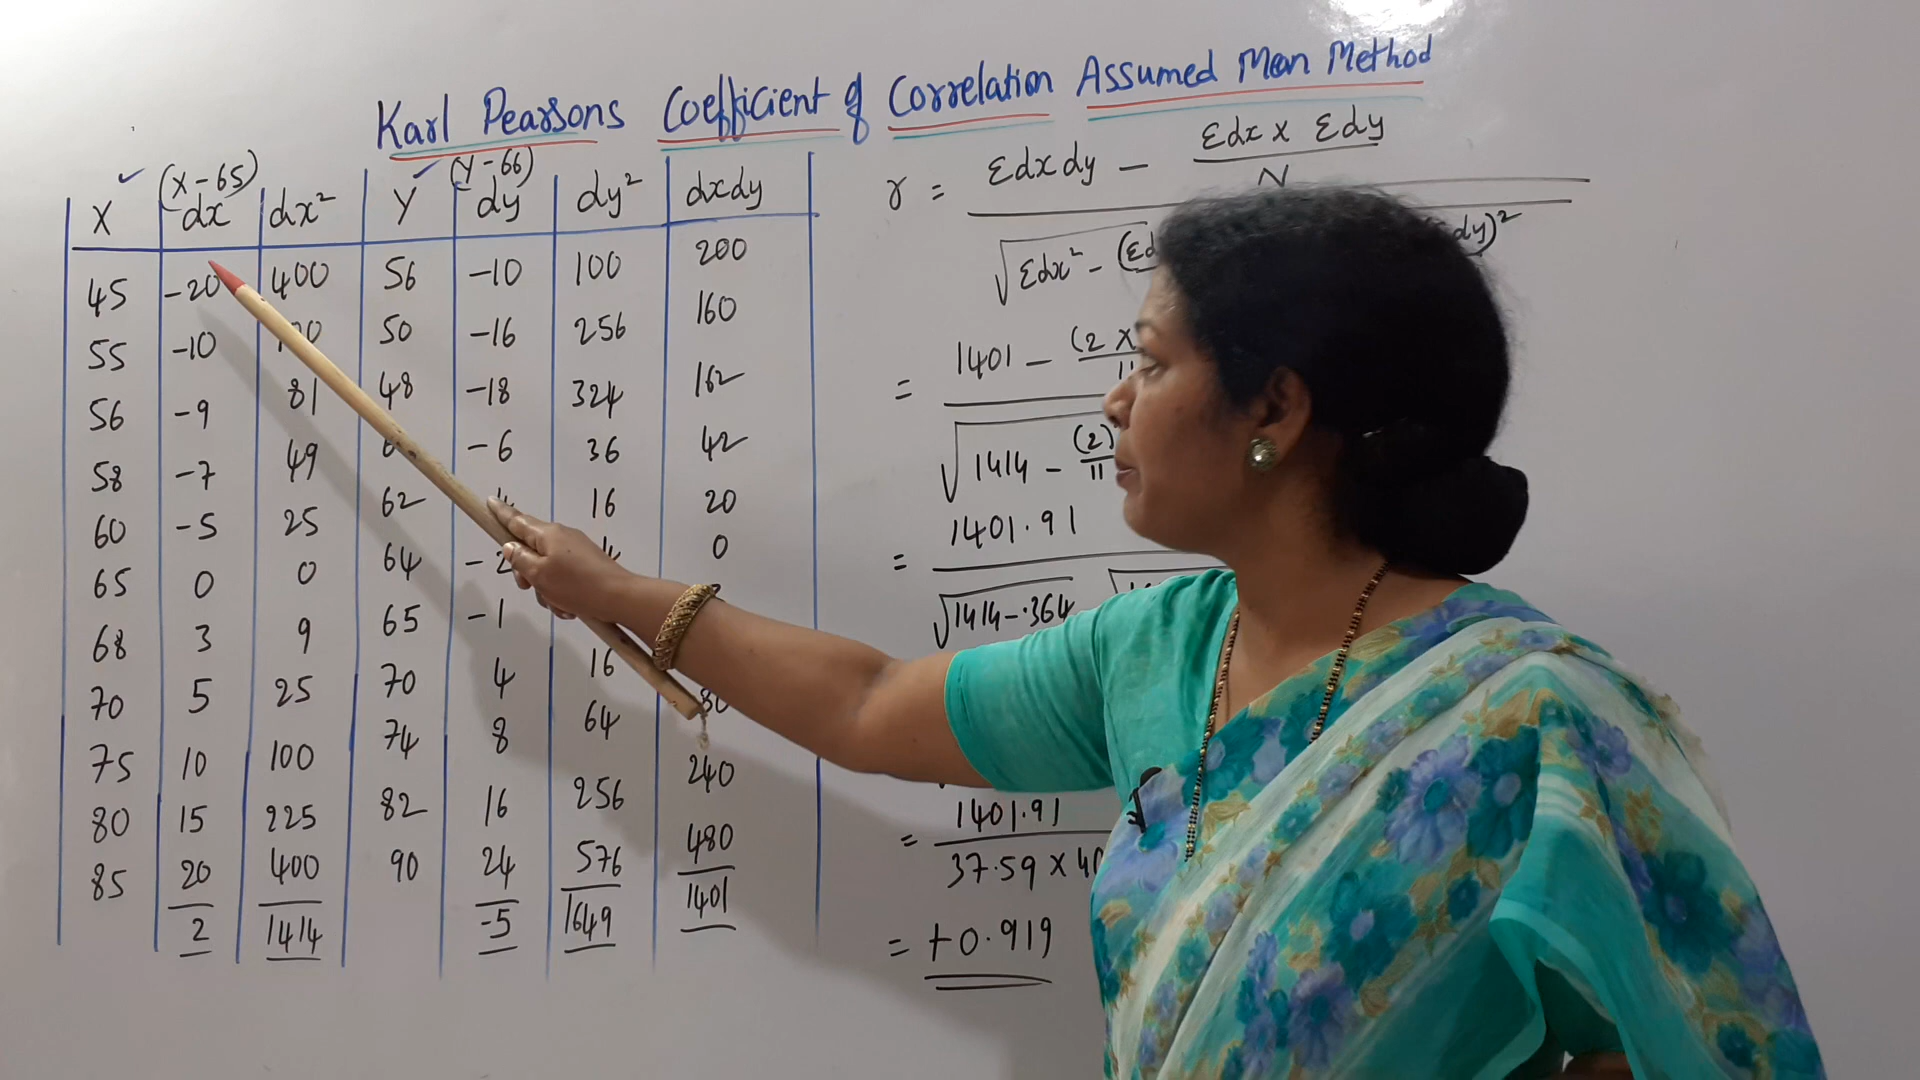 Karl Pearsons Coefficient of Correlation Assumed Mean Method
(X-65) (Y-66)
X dx dx² Y dy dy² dxdy
45 -20 400 56 -10 100 200
55 -10 50 -16 256 160
56 -9 81 48 -18 324 162
58 -7 49 -6 36 42
60 -5 25 62 16 20
65 0 0 64 0
68 3 9 65 -1
70 5 25 70 4 16
75 10 100 74 8 64
80 15 225 82 16 256 240
85 20 400 90 24 576 480
2 1414 -5 1649 1401
r = Σdxdy - Σdx x Σdy
N
√Σdx² - dy)²
= 1401 - (2 x
11
√1414 - (2)
11
= 1401.91
√1414-.364
= 1401.91
37.59 x
= +0.919